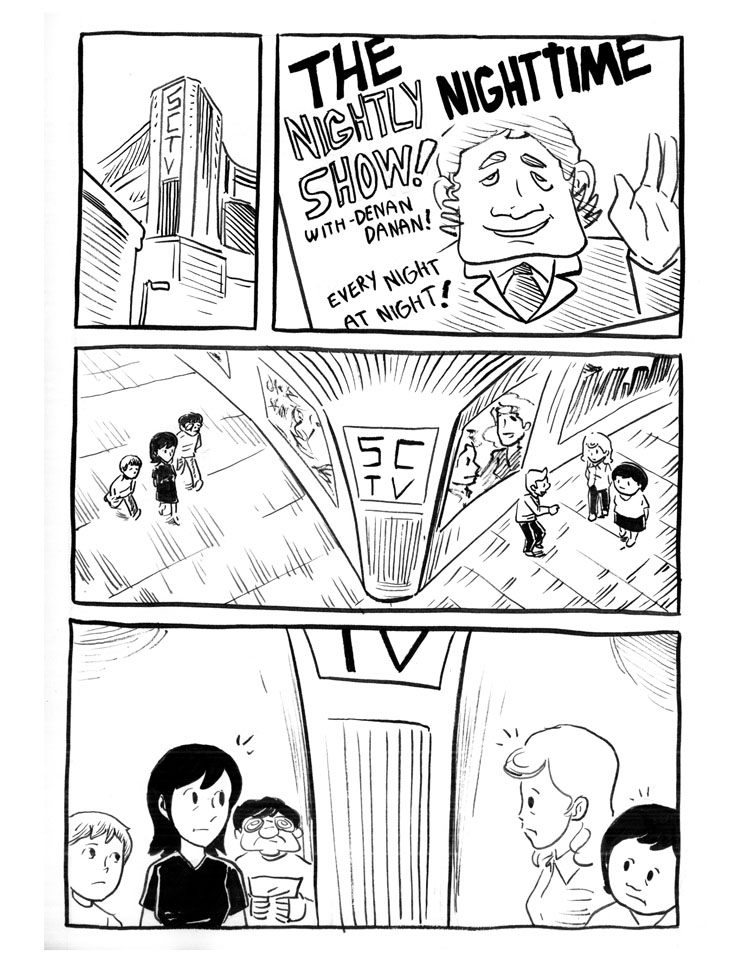 SCTV
THE NIGHTTIME
NIGHTLY
SHOW!
WITH-DENAN
DANAN!
EVERY NIGHT
AT NIGHT!
SC
TV
TV